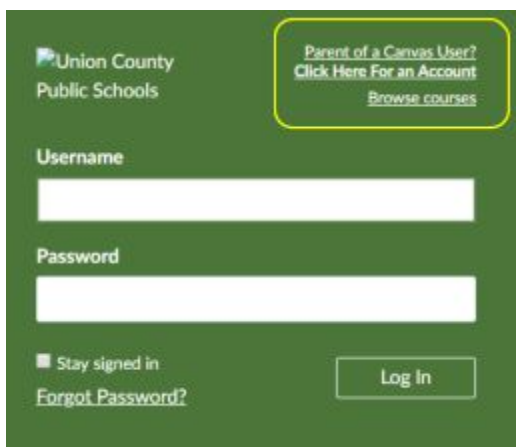 Union County
Public Schools
Parent of a Canvas User?
Click Here For an Account
Browse courses
Username
Password
Stay signed in
Forgot Password?
Log In